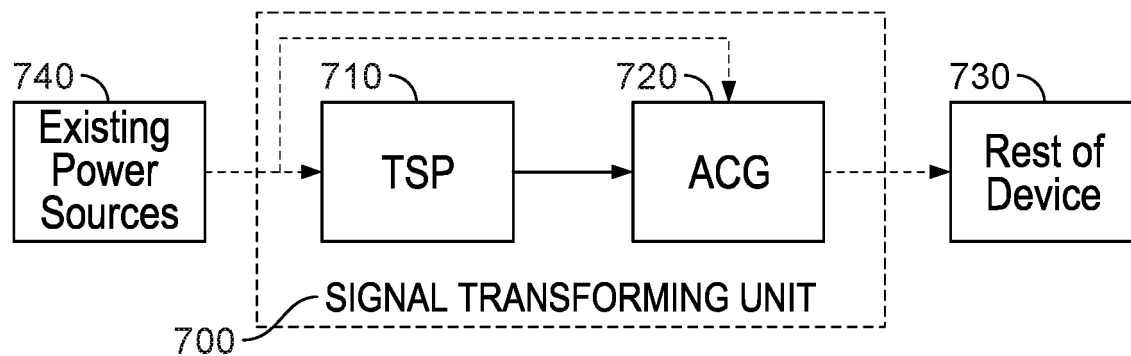 740
710
720
730
Existing
Power
Sources
TSP
ACG
Rest of
Device
SIGNAL TRANSFORMING UNIT
700